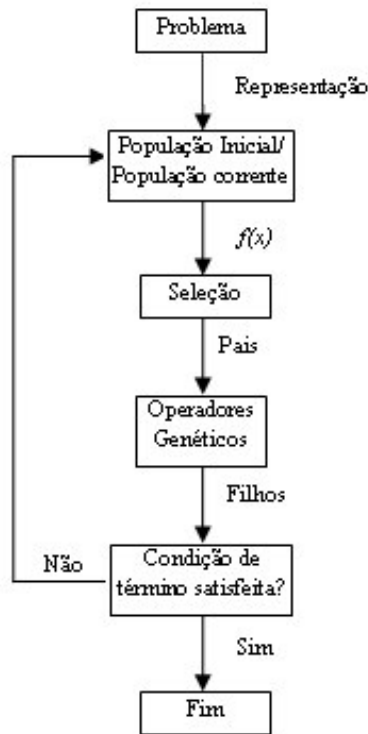 Problema
Representação
População Inicial/
População corrente
f(x)
Seleção
Pais
Operadores
Genéticos
Filhos
Não
Condição de
término satisfeita?
Sim
Fim